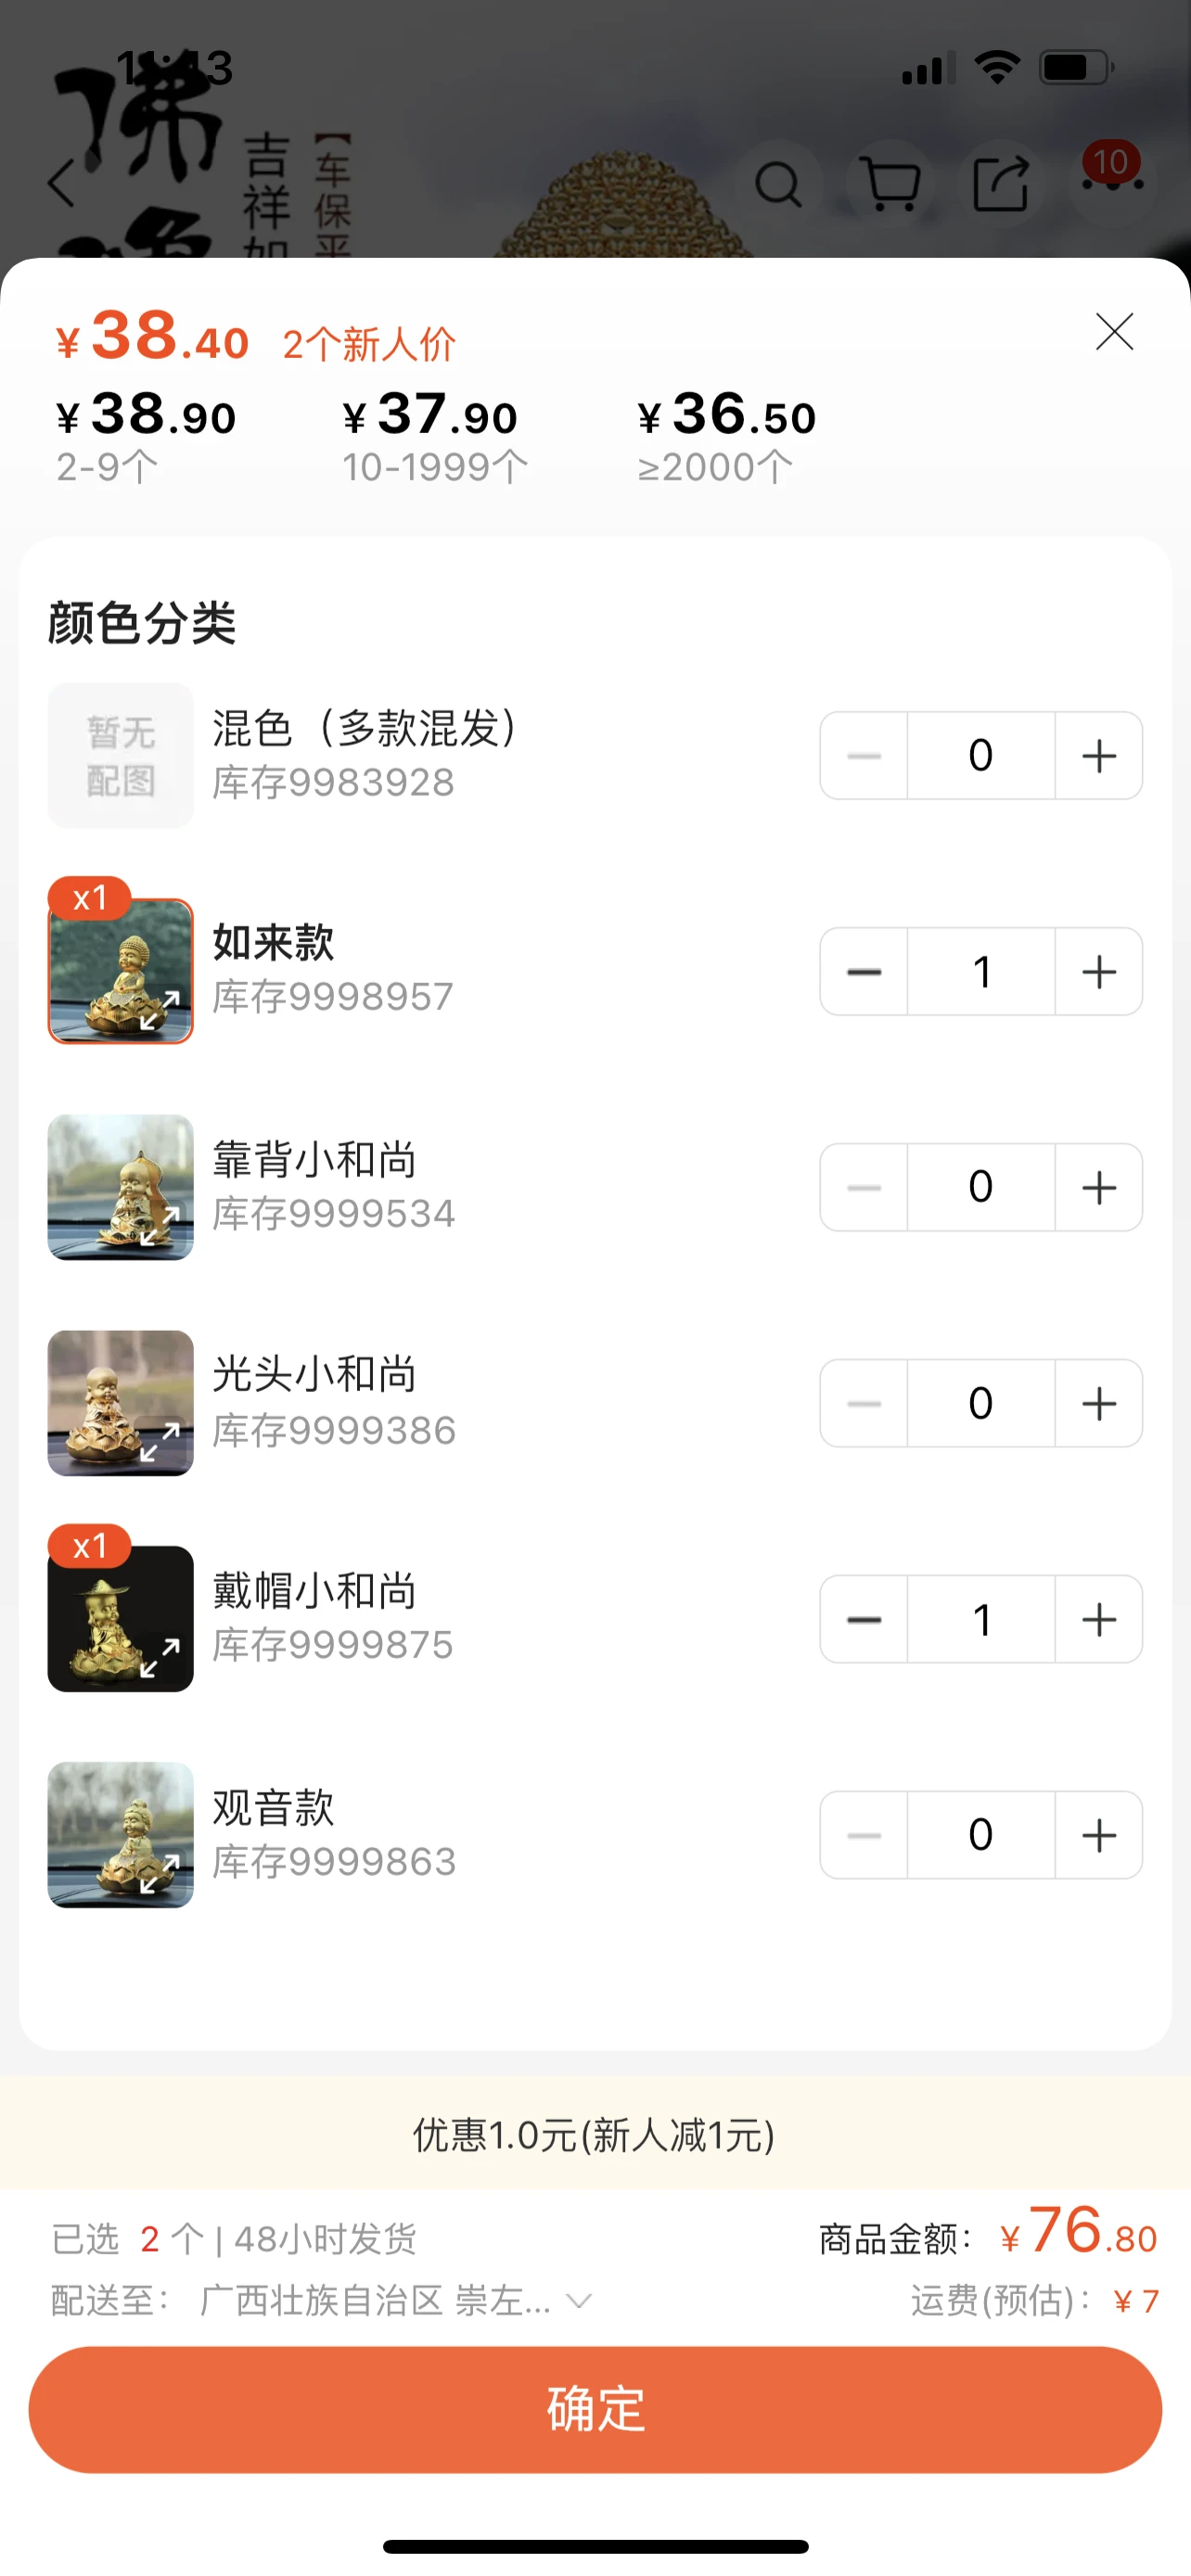 11:43
佛
吉祥如
【车保平
10
¥38.40 2个新人价
¥38.90 ¥37.90 ¥36.50
2-9个 10-1999个 ≥2000个
颜色分类
暂无
配图
混色（多款混发）
库存9983928
0
x1
如来款
库存9998957
1
靠背小和尚
库存9999534
0
光头小和尚
库存9999386
0
x1
戴帽小和尚
库存9999875
1
观音款
库存9999863
0
优惠1.0元(新人减1元)
已选 2 个 | 48小时发货 商品金额：¥76.80
配送至： 广西壮族自治区 崇左... 运费(预估)：¥7
确定